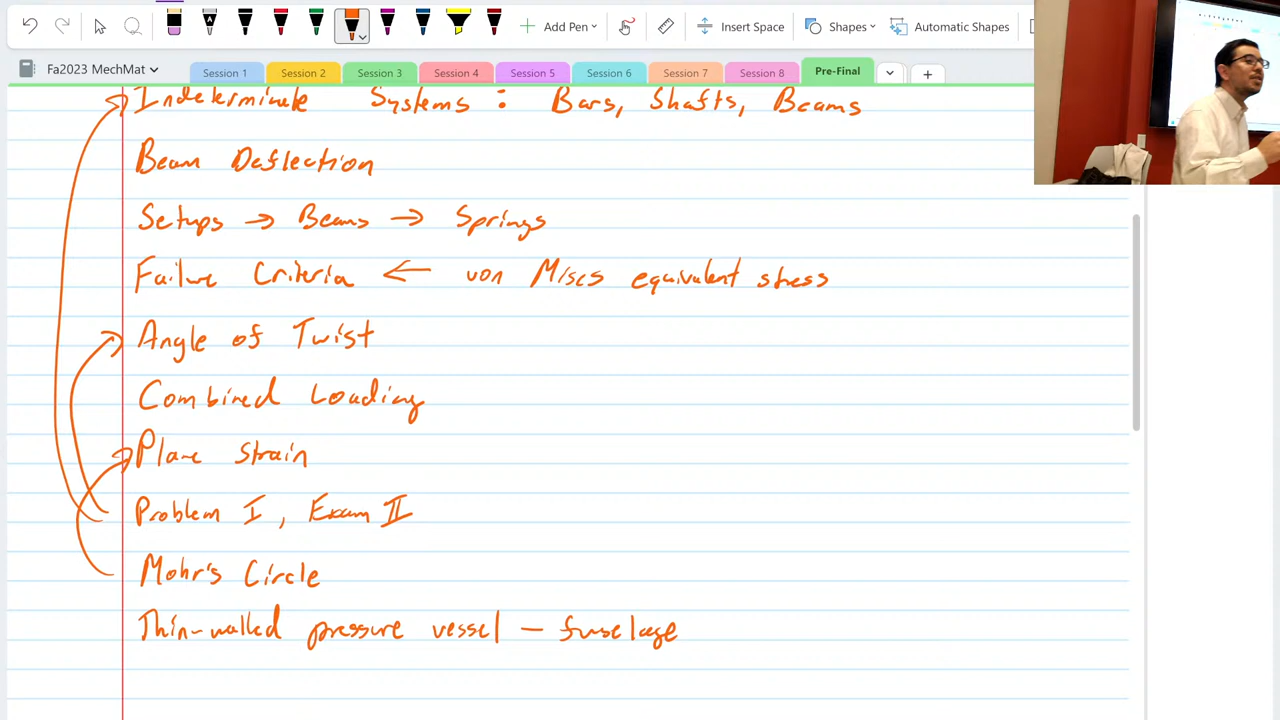 Add Pen
Insert Space
Shapes
Automatic Shapes
Fa2023 MechMat
Session 1
Session 2
Session 3
Session 4
Session 5
Session 6
Session 7
Session 8
Pre-Final
Indeterminate Systems : Bars, Shafts, Beams
Beam Deflection
Setups → Beams → Springs
Failure Criteria ← von Mises equivalent stress
Angle of Twist
Combined Loading
Plane Strain
Problem I, Exam II
Mohr's Circle
Thin-walled pressure vessel — fuselage